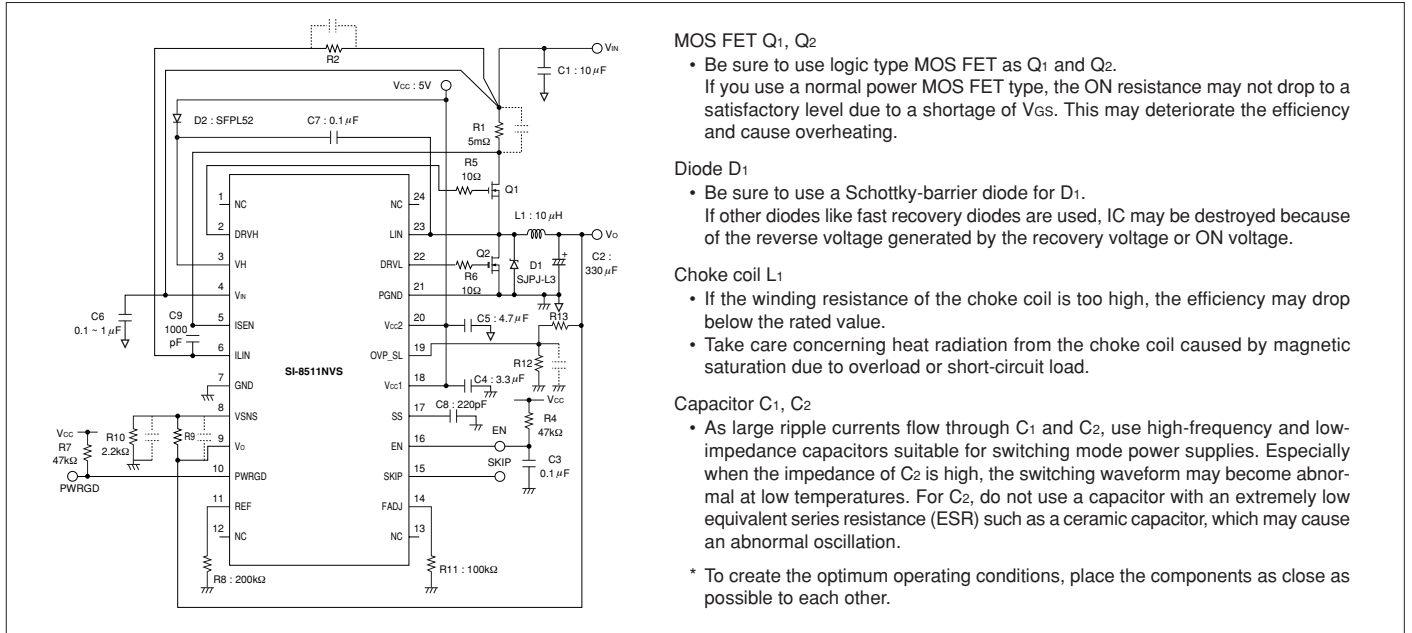 R2
VIN
C1 : 10 µF
Vcc : 5V
D2 : SFPL52
C7 : 0.1 µF
R1
5mΩ
R5
10Ω
Q1
1
NC
2
DRVH
3
VH
4
VIN
5
ISEN
6
ILIN
7
GND
8
VSNS
9
Vo
10
PWRGD
11
REF
12
NC
SI-8511NVS
24
NC
23
LIN
22
DRVL
21
PGND
20
Vcc2
19
OVP_SL
18
Vcc1
17
SS
16
EN
15
SKIP
14
FADJ
13
NC
L1 : 10 µH
Vo
Q2
R6
10Ω
D1
SJPJ-L3
+
C2 :
330 µF
C5 : 4.7 µF
R13
R12
C4 : 3.3 µF
C8 : 220pF
Vcc
R4
47kΩ
EN
SKIP
C3
0.1 µF
C6
0.1 ~ 1 µF
C9
1000
pF
Vcc
R7
47kΩ
R10
2.2kΩ
R9
PWRGD
R8 : 200kΩ
R11 : 100kΩ
MOS FET Q1, Q2
• Be sure to use logic type MOS FET as Q1 and Q2.
If you use a normal power MOS FET type, the ON resistance may not drop to a
satisfactory level due to a shortage of VGS. This may deteriorate the efficiency
and cause overheating.
Diode D1
• Be sure to use a Schottky-barrier diode for D1.
If other diodes like fast recovery diodes are used, IC may be destroyed because
of the reverse voltage generated by the recovery voltage or ON voltage.
Choke coil L1
• If the winding resistance of the choke coil is too high, the efficiency may drop
below the rated value.
• Take care concerning heat radiation from the choke coil caused by magnetic
saturation due to overload or short-circuit load.
Capacitor C1, C2
• As large ripple currents flow through C1 and C2, use high-frequency and low-
impedance capacitors suitable for switching mode power supplies. Especially
when the impedance of C2 is high, the switching waveform may become abnor-
mal at low temperatures. For C2, do not use a capacitor with an extremely low
equivalent series resistance (ESR) such as a ceramic capacitor, which may cause
an abnormal oscillation.
* To create the optimum operating conditions, place the components as close as
possible to each other.